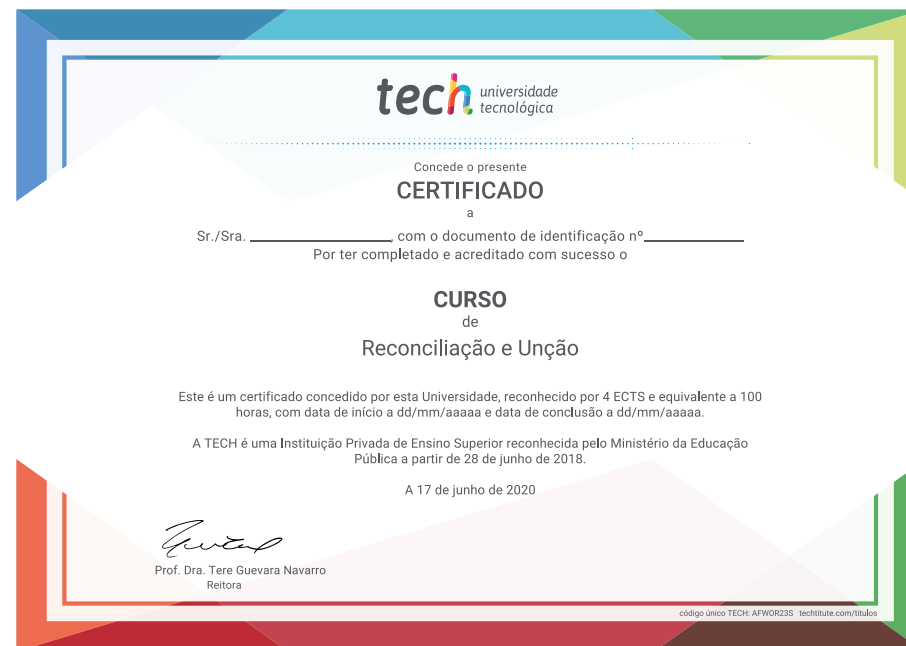 tech universidade
tecnológica
Concede o presente
CERTIFICADO
a
Sr./Sra. , com o documento de identificação nº
Por ter completado e acreditado com sucesso o
CURSO
de
Reconciliação e Unção
Este é um certificado concedido por esta Universidade, reconhecido por 4 ECTS e equivalente a 100
horas, com data de início a dd/mm/aaaaa e data de conclusão a dd/mm/aaaaa.
A TECH é uma Instituição Privada de Ensino Superior reconhecida pelo Ministério da Educação
Pública a partir de 28 de junho de 2018.
A 17 de junho de 2020
Prof. Dra. Tere Guevara Navarro
Reitora
código único TECH: AFWOR23S techtitute.com/titulos